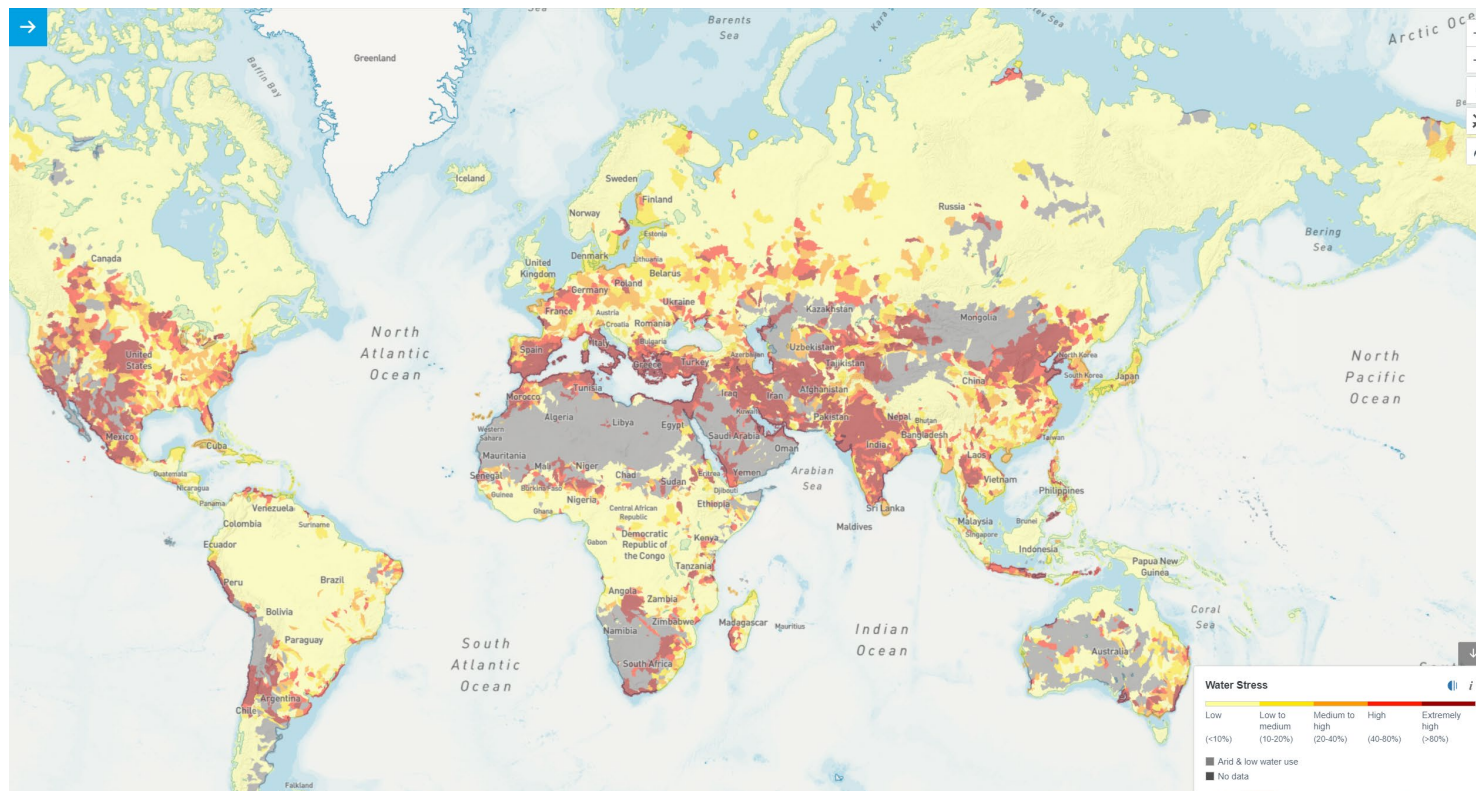 Sea
Barents
Sea
Kara
Sea
Arctic Oce
Greenland
Baffin Bay
Iceland
Sweden
Finland
Norway
Russia
Estonia
Bering
Sea
Canada
United
Kingdom
Denmark
Lithuania
Belarus
Poland
Germany
Ukraine
France
Austria
Croatia
Romania
Bulgaria
Kazakhstan
Mongolia
North
Atlantic
Ocean
United
States
Spain
Italy
Greece
Turkey
Azerbaijan
Uzbekistan
Tajikistan
North Korea
South Korea
Japan
China
North
Pacific
Ocean
Morocco
Tunisia
Iraq
Iran
Afghanistan
Kuwait
Pakistan
Nepal
Bhutan
Algeria
Libya
Egypt
Western
Sahara
Saudi Arabia
Bangladesh
India
Taiwan
Mexico
Cuba
Oman
Mauritania
Mali
Niger
Chad
Sudan
Eritrea
Yemen
Arabian
Sea
Laos
Vietnam
Philippines
Guatemala
Nicaragua
Panama
Senegal
Guinea
Burkina Faso
Ghana
Nigeria
Djibouti
Ethiopia
Central African
Republic
Sri Lanka
Maldives
Venezuela
Colombia
Suriname
Ecuador
Malaysia
Brunei
Singapore
Indonesia
Gabon
Democratic
Republic of
the Congo
Kenya
Tanzania
Papua New
Guinea
Peru
Brazil
Bolivia
Angola
Zambia
Zimbabwe
Madagascar
Mauritius
Namibia
Indian
Ocean
Coral
Sea
Paraguay
South
Atlantic
Ocean
South Africa
Australia
Argentina
Chile
Falkland
Water Stress
i
Low
Low to
medium
Medium to
high
High
Extremely
high
(<10%)
(10-20%)
(20-40%)
(40-80%)
(>80%)
Arid & low water use
No data